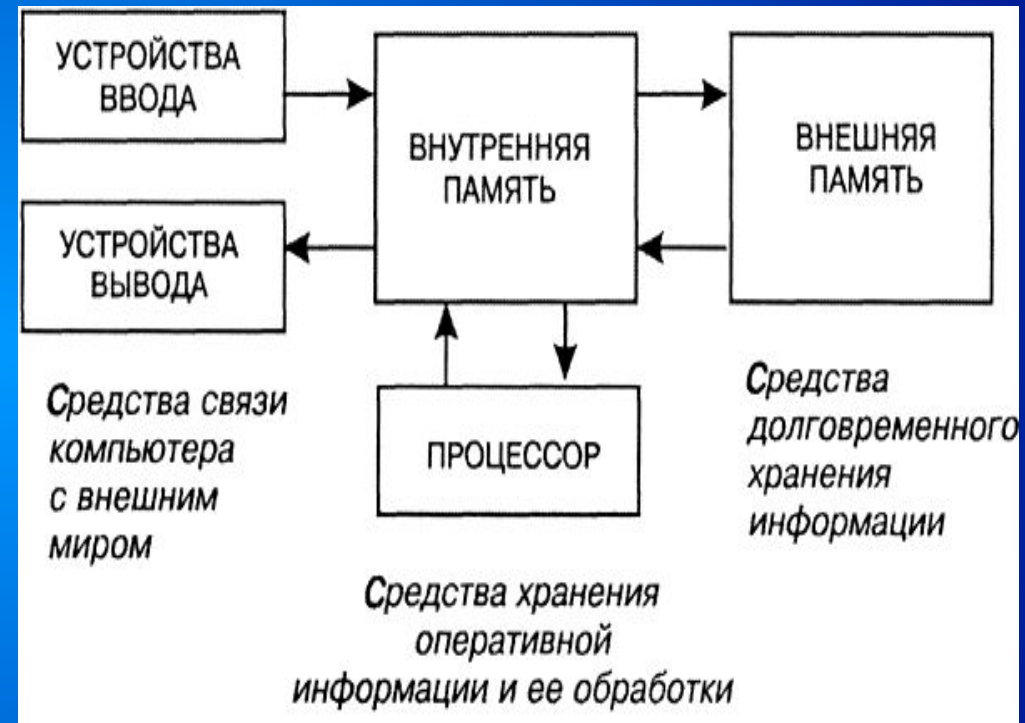 УСТРОЙСТВА
ВВОДА
УСТРОЙСТВА
ВЫВОДА
ВНУТРЕННЯЯ
ПАМЯТЬ
ВНЕШНЯЯ
ПАМЯТЬ
ПРОЦЕССОР
Средства связи
компьютера
с внешним
миром
Средства хранения
оперативной
информации и ее обработки
Средства
долговременного
хранения
информации